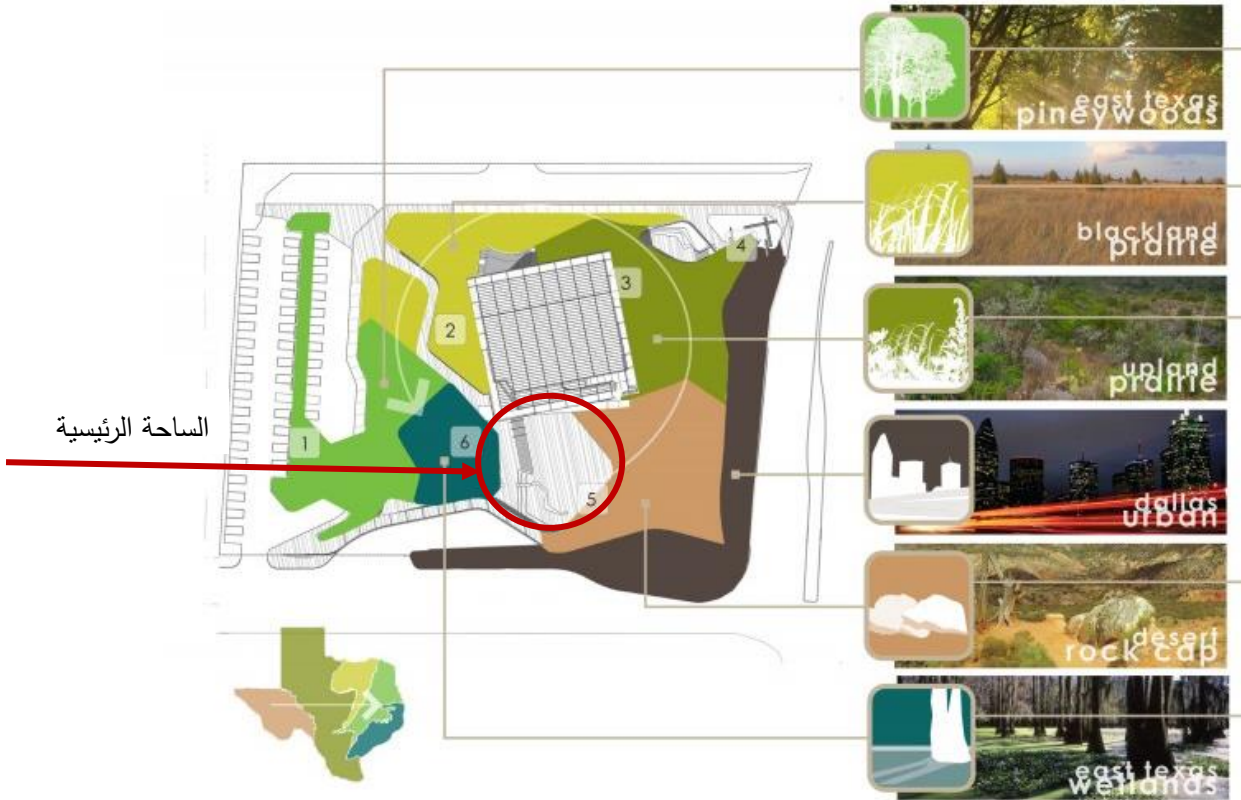 east texas
pineywoods
blackland
prairie
upland
prairie
dallas
urban
desert
rock cap
east texas
wetlands
الساحة الرئيسية
1
2
3
4
5
6